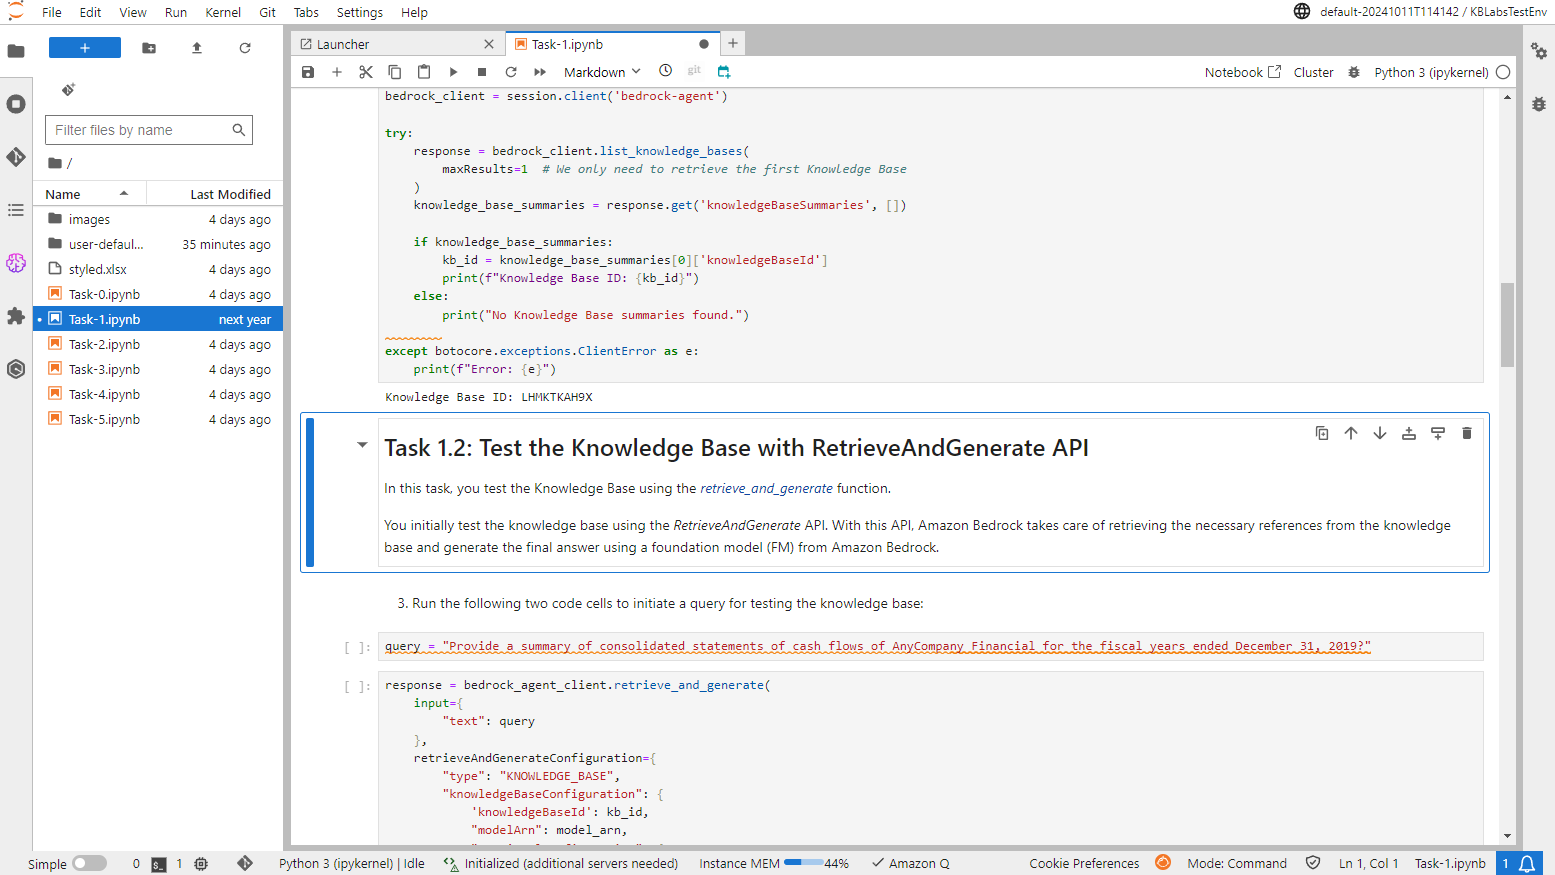 File Edit View Run Kernel Git Tabs Settings Help
default-20241011T114142 / KBLabsTestEnv
Launcher
Task-1.ipynb
Markdown
git
Notebook
Cluster
Python 3 (ipykernel)
Filter files by name
/
Name Last Modified
images 4 days ago
user-defaul... 35 minutes ago
styled.xlsx 4 days ago
Task-0.ipynb 4 days ago
Task-1.ipynb next year
Task-2.ipynb 4 days ago
Task-3.ipynb 4 days ago
Task-4.ipynb 4 days ago
Task-5.ipynb 4 days ago
bedrock_client = session.client('bedrock-agent')
try:
response = bedrock_client.list_knowledge_bases(
maxResults=1  # We only need to retrieve the first Knowledge Base
)
knowledge_base_summaries = response.get('knowledgeBaseSummaries', [])
if knowledge_base_summaries:
kb_id = knowledge_base_summaries[0]['knowledgeBaseId']
print(f"Knowledge Base ID: {kb_id}")
else:
print("No Knowledge Base summaries found.")
except botocore.exceptions.ClientError as e:
print(f"Error: {e}")
Knowledge Base ID: LHMKTKAH9X
Task 1.2: Test the Knowledge Base with RetrieveAndGenerate API
In this task, you test the Knowledge Base using the retrieve_and_generate function.
You initially test the knowledge base using the RetrieveAndGenerate API. With this API, Amazon Bedrock takes care of retrieving the necessary references from the knowledge
base and generate the final answer using a foundation model (FM) from Amazon Bedrock.
3. Run the following two code cells to initiate a query for testing the knowledge base:
[ ]: query = "Provide a summary of consolidated statements of cash flows of AnyCompany Financial for the fiscal years ended December 31, 2019?"
[ ]: response = bedrock_agent_client.retrieve_and_generate(
input={
"text": query
},
retrieveAndGenerateConfiguration={
"type": "KNOWLEDGE_BASE",
"knowledgeBaseConfiguration": {
'knowledgeBaseId': kb_id,
"modelArn": model_arn,
Simple 0 1 Python 3 (ipykernel) | Idle Initialized (additional servers needed) Instance MEM 44% Amazon Q Cookie Preferences Mode: Command Ln 1, Col 1 Task-1.ipynb 1